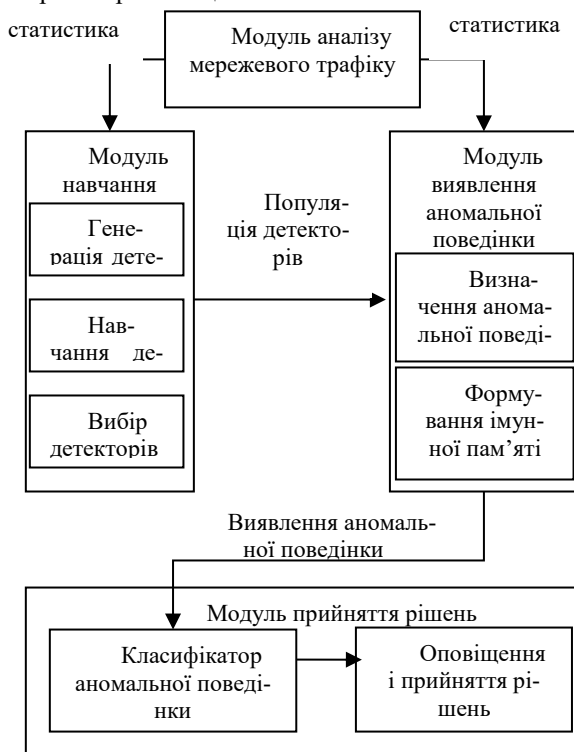 статистика
Модуль аналізу
мережевого трафіку
статистика
Модуль
навчання
Гене-
рація дете-
Нав-
чання де-
Вибір
детекторів
Популя-
ція детекто-
рів
Модуль
виявлення
аномальної
поведінки
Визна-
чення анома-
льної поведі-
Форму-
вання імун-
ної пам’яті
Виявлення аномаль-
ної поведінки
Модуль прийняття рішень
Класифікатор
аномальної поведі-
нки
Оповіщення
і прийняття рі-
шень